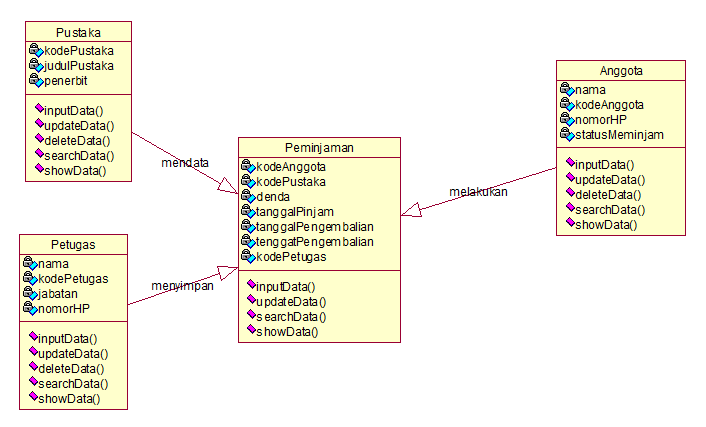 Pustaka
kodePustaka
judulPustaka
penerbit
inputData()
updateData()
deleteData()
searchData()
showData()
mendata
Petugas
nama
kodePetugas
jabatan
nomorHP
inputData()
updateData()
deleteData()
searchData()
showData()
menyimpan
Peminjaman
kodeAnggota
kodePustaka
denda
tanggalPinjam
tanggalPengembalian
tenggatPengembalian
kodePetugas
inputData()
updateData()
searchData()
showData()
melakukan
Anggota
nama
kodeAnggota
nomorHP
statusMeminjam
inputData()
updateData()
deleteData()
searchData()
showData()